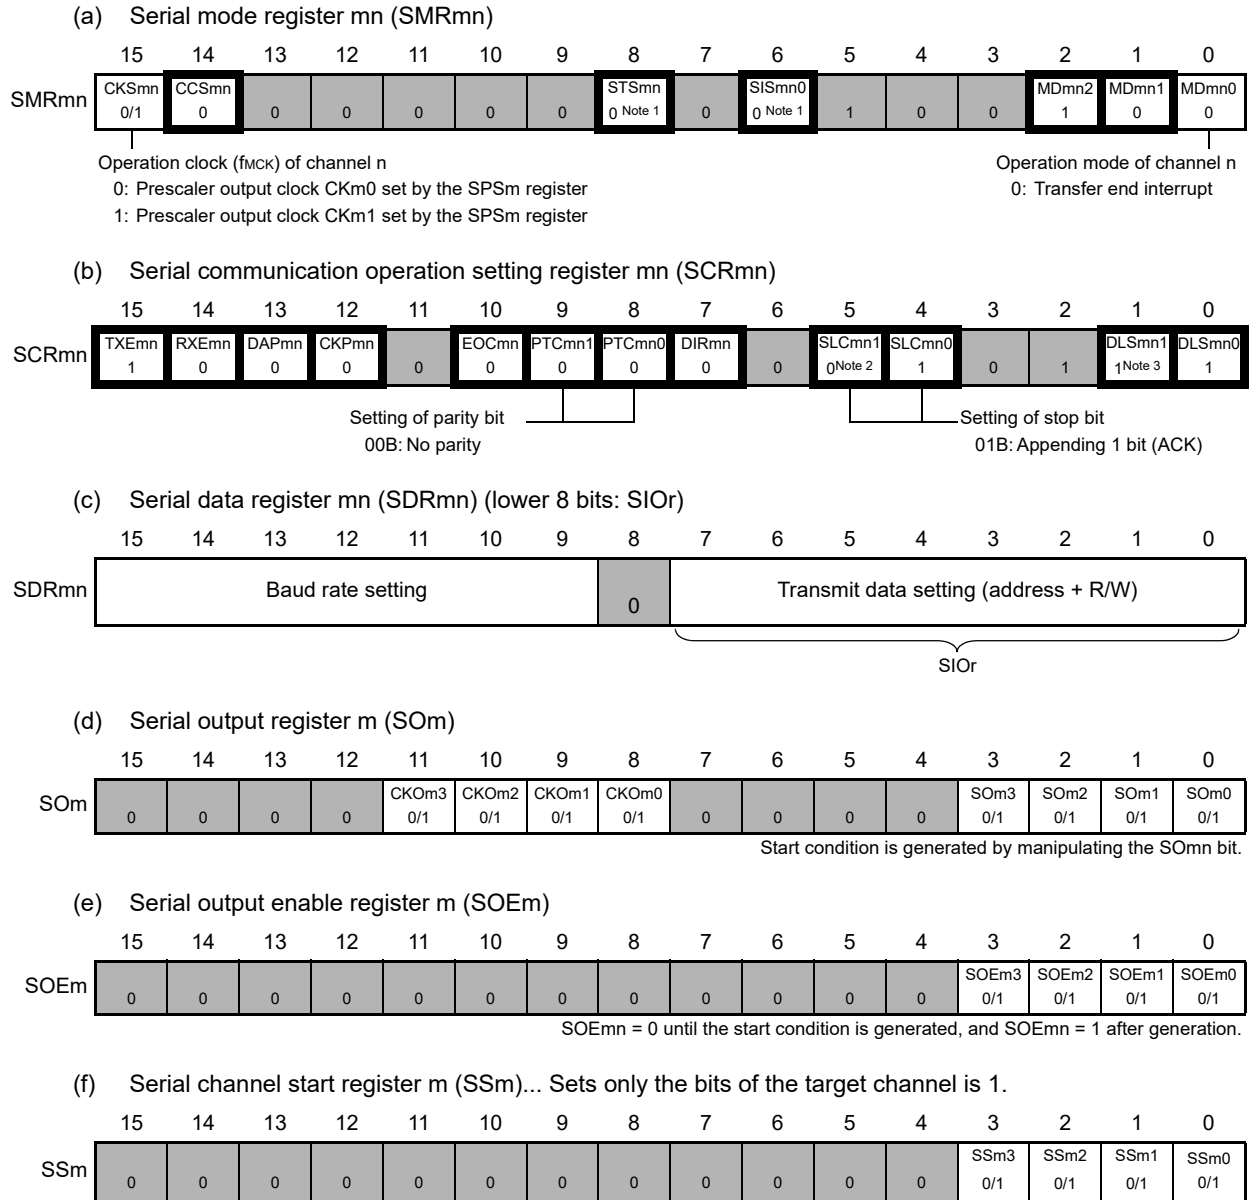 (a) Serial mode register mn (SMRmn)
15 14 13 12 11 10 9 8 7 6 5 4 3 2 1 0
SMRmn
CKSmn CCSmn STSmn SISmn0 MDmn2 MDmn1 MDmn0
0/1 0 0 0 0 0 0 0 Note 1 0 0 Note 1 1 0 0 1 0 0
Operation clock (fMCK) of channel n
0: Prescaler output clock CKm0 set by the SPSm register
1: Prescaler output clock CKm1 set by the SPSm register
Operation mode of channel n
0: Transfer end interrupt
(b) Serial communication operation setting register mn (SCRmn)
15 14 13 12 11 10 9 8 7 6 5 4 3 2 1 0
SCRmn
TXEmn RXEmn DAPmn CKPmn EOCmn PTCmn1 PTCmn0 DIRmn SLCmn1 SLCmn0 DLSmn1 DLSmn0
1 0 0 0 0 0 0 0 0 0 0Note 2 1 0 1 1Note 3 1
Setting of parity bit
00B: No parity
Setting of stop bit
01B: Appending 1 bit (ACK)
(c) Serial data register mn (SDRmn) (lower 8 bits: SIOr)
15 14 13 12 11 10 9 8 7 6 5 4 3 2 1 0
SDRmn
Baud rate setting 0 Transmit data setting (address + R/W)
SIOr
(d) Serial output register m (SOm)
15 14 13 12 11 10 9 8 7 6 5 4 3 2 1 0
SOm
CKOm3 CKOm2 CKOm1 CKOm0 SOm3 SOm2 SOm1 SOm0
0 0 0 0 0/1 0/1 0/1 0/1 0 0 0 0 0/1 0/1 0/1 0/1
Start condition is generated by manipulating the SOmn bit.
(e) Serial output enable register m (SOEm)
15 14 13 12 11 10 9 8 7 6 5 4 3 2 1 0
SOEm
SOEm3 SOEm2 SOEm1 SOEm0
0 0 0 0 0 0 0 0 0 0 0 0 0/1 0/1 0/1 0/1
SOEmn = 0 until the start condition is generated, and SOEmn = 1 after generation.
(f) Serial channel start register m (SSm)... Sets only the bits of the target channel is 1.
15 14 13 12 11 10 9 8 7 6 5 4 3 2 1 0
SSm
SSm3 SSm2 SSm1 SSm0
0 0 0 0 0 0 0 0 0 0 0 0 0/1 0/1 0/1 0/1